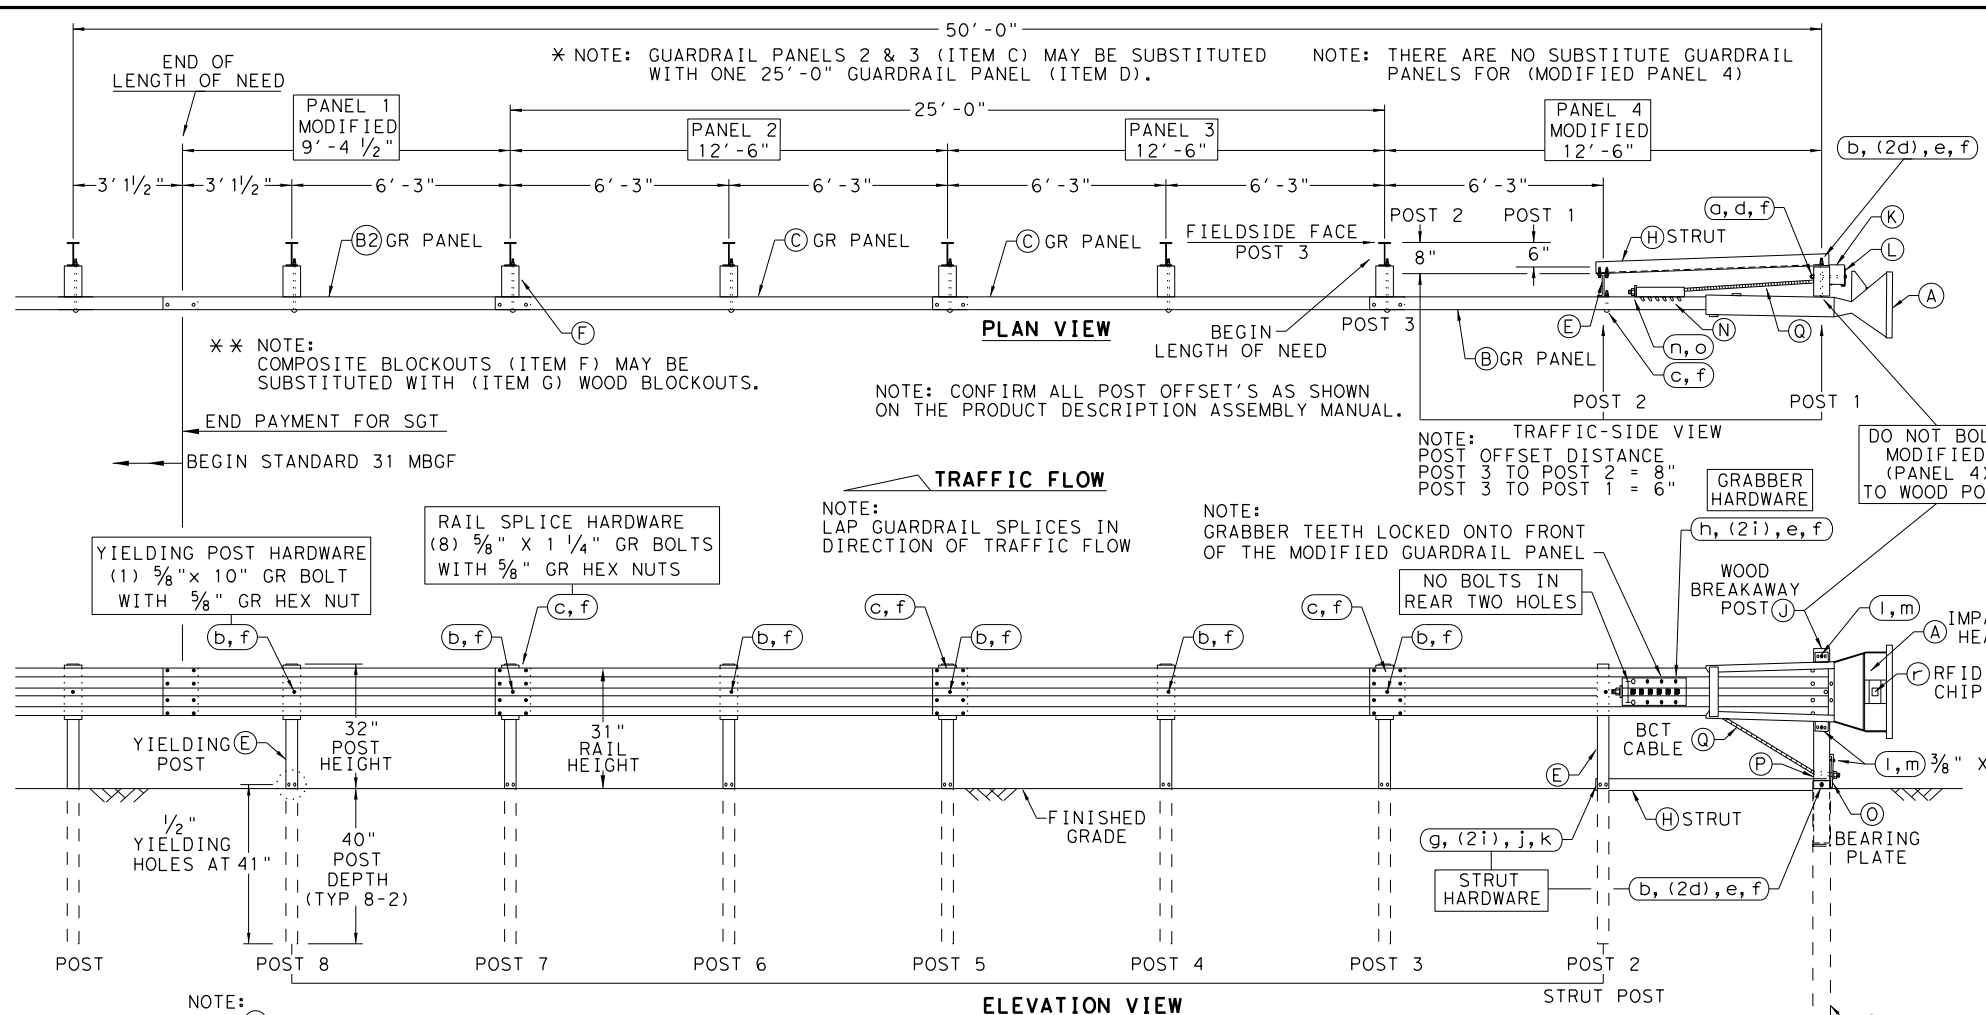 50'-0"
* NOTE: GUARDRAIL PANELS 2 & 3 (ITEM C) MAY BE SUBSTITUTED
WITH ONE 25'-0" GUARDRAIL PANEL (ITEM D).
NOTE: THERE ARE NO SUBSTITUTE GUARDRAIL
PANELS FOR (MODIFIED PANEL 4)
END OF
LENGTH OF NEED
PANEL 1
MODIFIED
9'-4 1/2"
25'-0"
PANEL 2
12'-6"
PANEL 3
12'-6"
PANEL 4
MODIFIED
12'-6"
b, (2d), e, f
3' 1 1/2"
3' 1 1/2"
6'-3"
6'-3"
6'-3"
6'-3"
6'-3"
6'-3"
POST 2
POST 1
a, d, f
K
B2 GR PANEL
C GR PANEL
C GR PANEL
FIELDSIDE FACE
POST 3
8"
6"
H STRUT
L
A
F
PLAN VIEW
BEGIN
LENGTH OF NEED
POST 3
E
N
Q
n, o
c, f
B GR PANEL
** NOTE:
COMPOSITE BLOCKOUTS (ITEM F) MAY BE
SUBSTITUTED WITH (ITEM G) WOOD BLOCKOUTS.
NOTE: CONFIRM ALL POST OFFSET'S AS SHOWN
ON THE PRODUCT DESCRIPTION ASSEMBLY MANUAL.
POST 2
POST 1
END PAYMENT FOR SGT
BEGIN STANDARD 31 MBGF
TRAFFIC-SIDE VIEW
NOTE:
POST OFFSET DISTANCE
POST 3 TO POST 2 = 8"
POST 3 TO POST 1 = 6"
DO NOT BOL
MODIFIED
(PANEL 4)
TO WOOD PO
TRAFFIC FLOW
NOTE:
LAP GUARDRAIL SPLICES IN
DIRECTION OF TRAFFIC FLOW
NOTE:
GRABBER TEETH LOCKED ONTO FRONT
OF THE MODIFIED GUARDRAIL PANEL
GRABBER
HARDWARE
h, (2i), e, f
YIELDING POST HARDWARE
(1) 5/8"x 10" GR BOLT
WITH 5/8" GR HEX NUT
RAIL SPLICE HARDWARE
(8) 5/8" X 1 1/4" GR BOLTS
WITH 5/8" GR HEX NUTS
NO BOLTS IN
REAR TWO HOLES
WOOD
BREAKAWAY
POST J
l, m
A IMPA
HEA
r RFID
CHIP
b, f
b, f
c, f
b, f
c, f
b, f
b, f
c, f
b, f
YIELDING E
POST
32"
POST
HEIGHT
31"
RAIL
HEIGHT
BCT
CABLE
Q
E
P
l, m 3/8" X
1/2"
YIELDING
HOLES AT 41"
40"
POST
DEPTH
(TYP 8-2)
FINISHED
GRADE
H STRUT
O
BEARING
PLATE
g, (2i), j, k
STRUT
HARDWARE
b, (2d), e, f
POST
POST 8
POST 7
POST 6
POST 5
POST 4
POST 3
POST 2
STRUT POST
NOTE:
ELEVATION VIEW